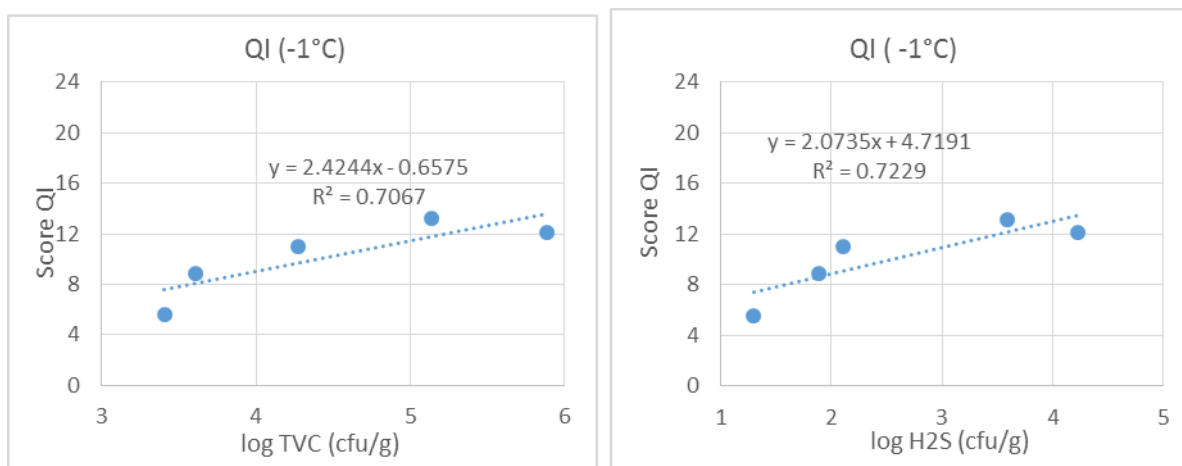 QI (-1°C)
24
20
16
12
8
4
0
Score QI
y = 2.4244x - 0.6575
R² = 0.7067
3 4 5 6
log TVC (cfu/g)
QI ( -1°C)
24
20
16
12
8
4
0
Score QI
y = 2.0735x + 4.7191
R² = 0.7229
1 2 3 4 5
log H2S (cfu/g)